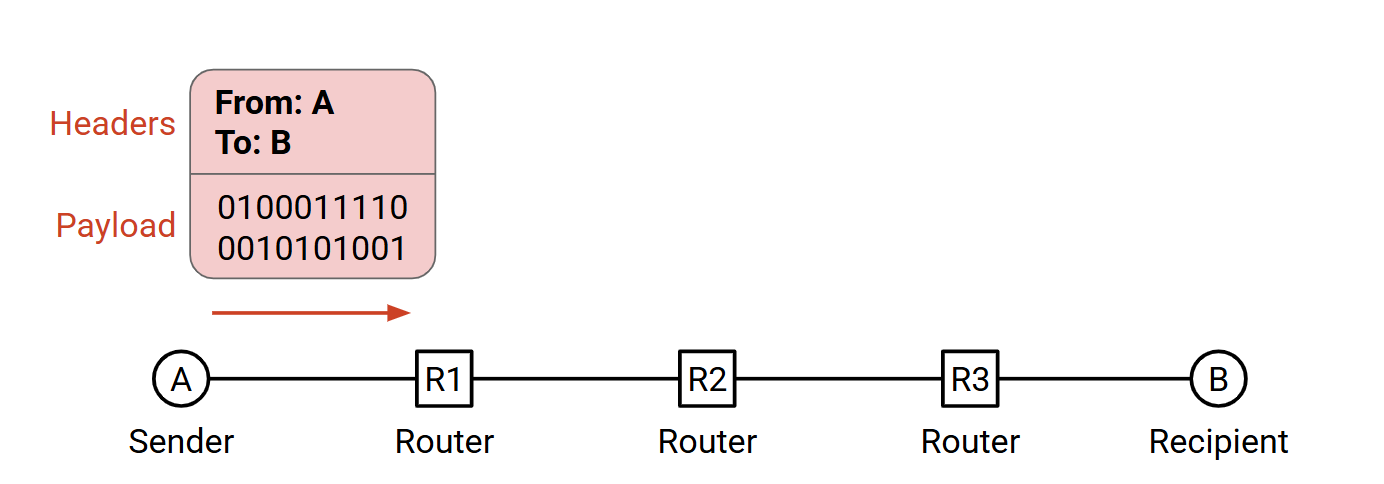 Headers
From: A
To: B
Payload
0100011110
0010101001
A
R1
R2
R3
B
Sender
Router
Router
Router
Recipient